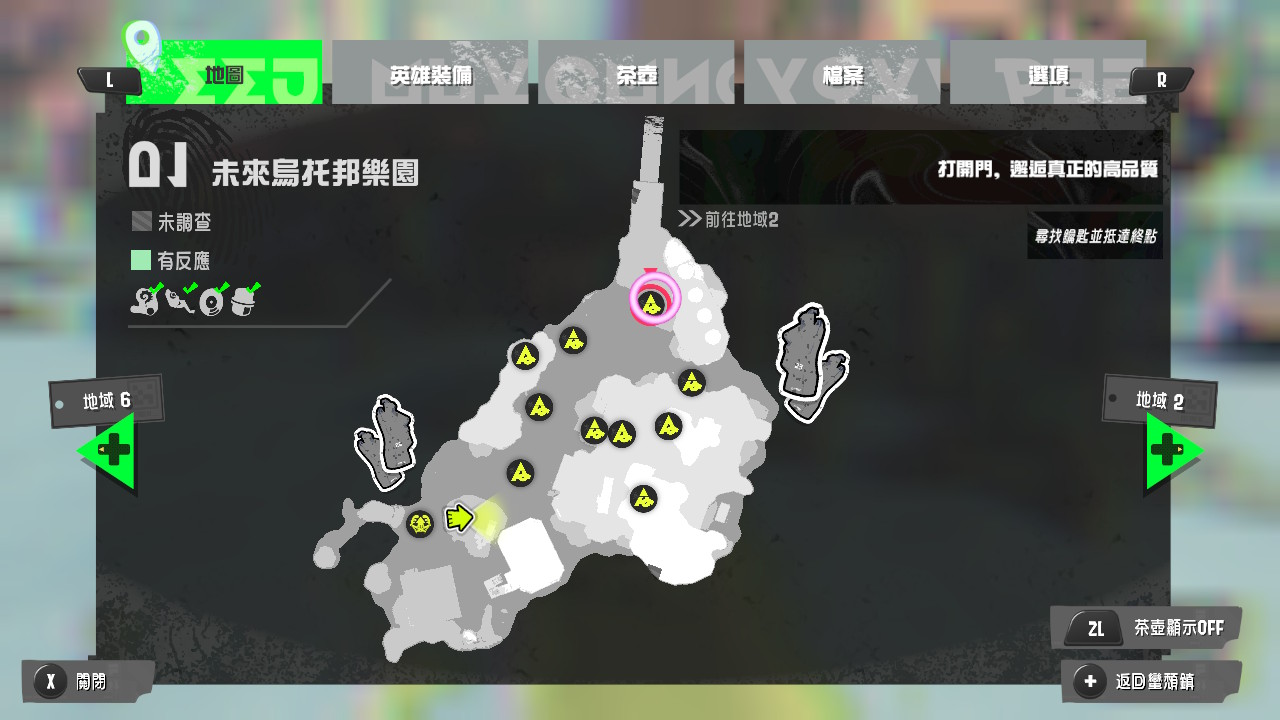 L
地圖
英雄裝備
茶壺
檔案
選項
R
01 未來烏托邦樂園
打開門，邂逅真正的高品質
未調查
前往地域2
尋找鑰匙並抵達終點
有反應
地域 6
地域 2
ZL 茶壺顯示OFF
X 關閉
+ 返回蠻頹鎮